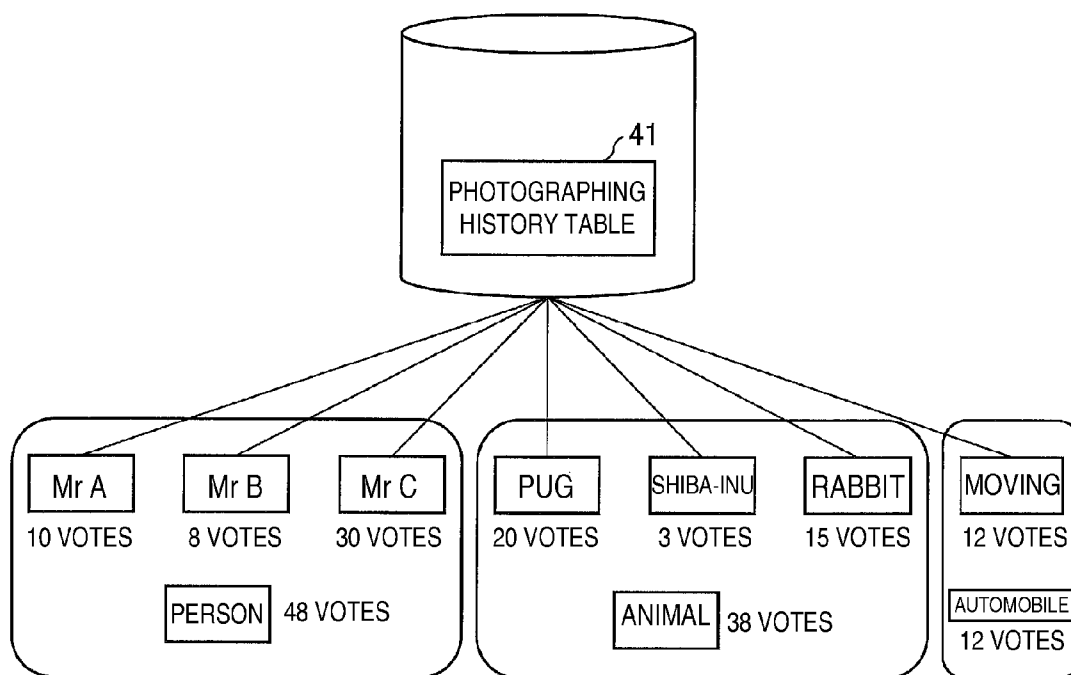 41
PHOTOGRAPHING
HISTORY TABLE
Mr A
Mr B
Mr C
PUG
SHIBA-INU
RABBIT
MOVING
10 VOTES
8 VOTES
30 VOTES
20 VOTES
3 VOTES
15 VOTES
12 VOTES
PERSON
48 VOTES
ANIMAL
38 VOTES
AUTOMOBILE
12 VOTES